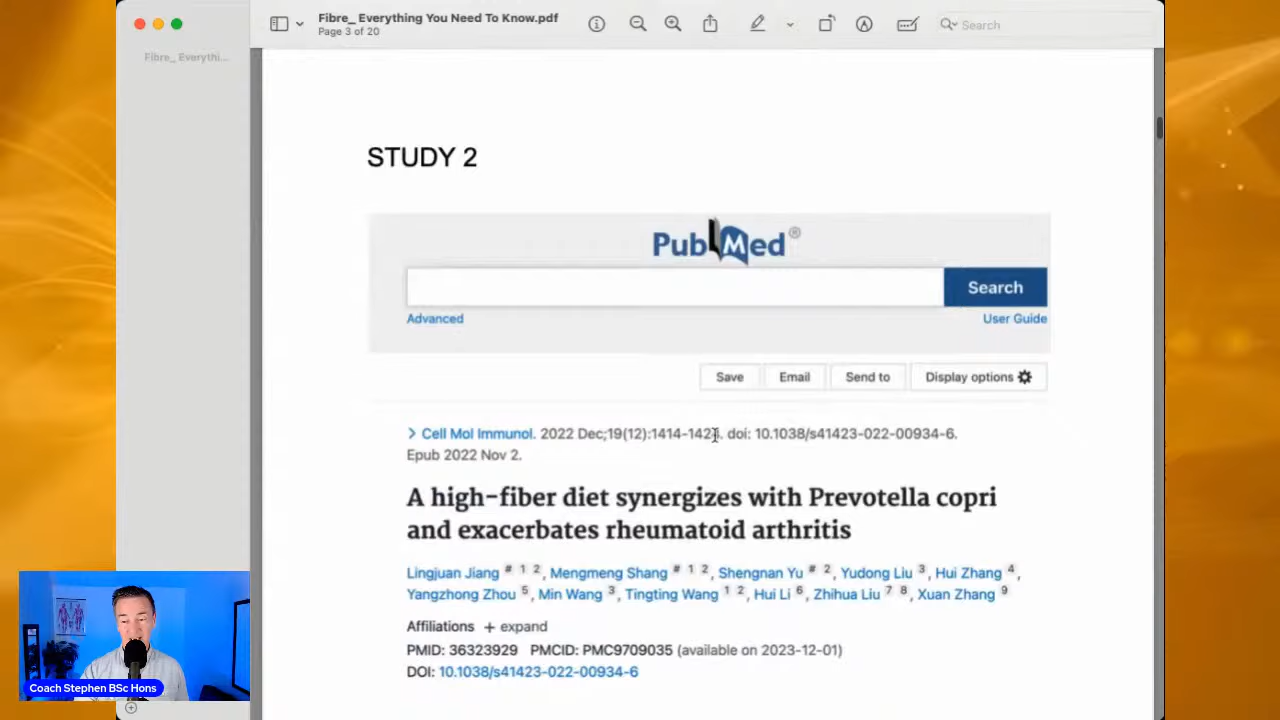 Fibre_ Everything You Need To Know.pdf
Page 3 of 20
Search
Fibre_ Everythi...
STUDY 2
PubMed®
Search
Advanced
User Guide
Save Email Send to Display options
Cell Mol Immunol. 2022 Dec;19(12):1414-142 . doi: 10.1038/s41423-022-00934-6.
Epub 2022 Nov 2.
A high-fiber diet synergizes with Prevotella copri
and exacerbates rheumatoid arthritis
Lingjuan Jiang # 1 2, Mengmeng Shang # 1 2, Shengnan Yu # 2, Yudong Liu 3, Hui Zhang 4,
Yangzhong Zhou 5, Min Wang 3, Tingting Wang 1 2, Hui Li 6, Zhihua Liu 7 8, Xuan Zhang 9
Affiliations + expand
PMID: 36323929 PMCID: PMC9709035 (available on 2023-12-01)
DOI: 10.1038/s41423-022-00934-6
Coach Stephen BSc Hons